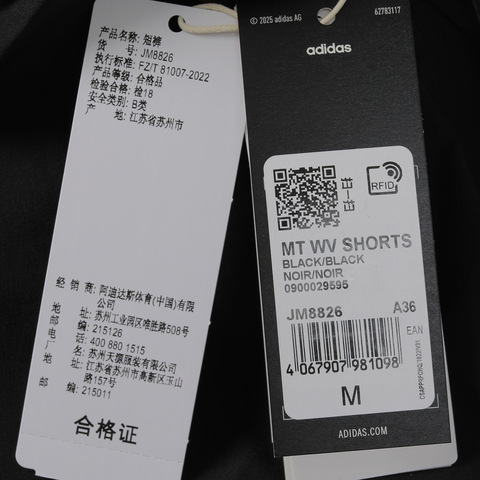 产品名称: 短裤
货 号: JM8826
执行标准: FZ/T 81007-2022
产品等级: 合格品
检验合格: 检18
安全类别: B类
产 地: 江苏省苏州市
经 销 商: 阿迪达斯体育(中国)有限
公司
地 址: 苏州工业园区唯胜路508号
邮 编: 215126
电 话: 400 880 1515
名 称: 苏州天源服装有限公司
地 址: 江苏省苏州市高新区玉山
路157号
邮 编: 215011
合格证
© 2025 adidas AG
62783117
adidas
RFID
MT WV SHORTS
BLACK/BLACK
NOIR/NOIR
0900029595
JM8826 A36
EAN
4 067907 981098
M
ADIDAS.COM